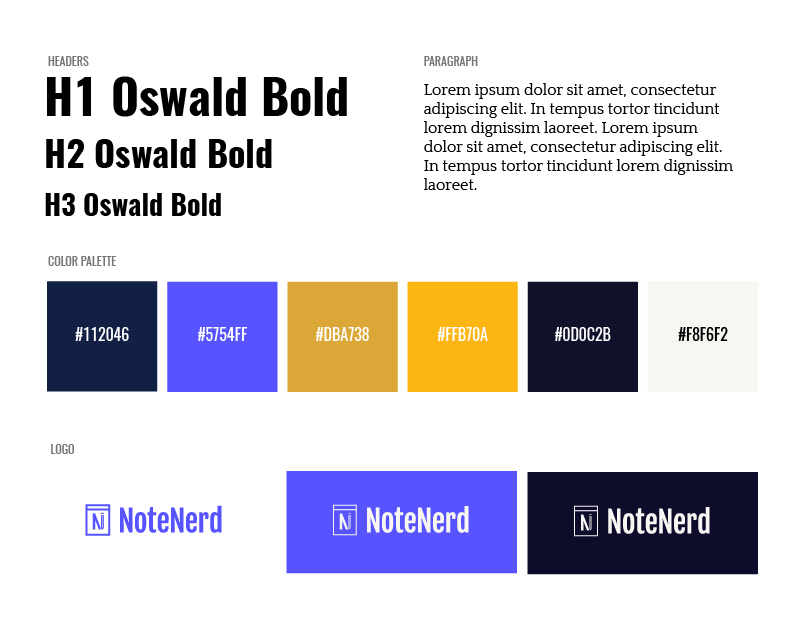 HEADERS
H1 Oswald Bold
H2 Oswald Bold
H3 Oswald Bold
PARAGRAPH
Lorem ipsum dolor sit amet, consectetur
adipiscing elit. In tempus tortor tincidunt
lorem dignissim laoreet. Lorem ipsum
dolor sit amet, consectetur adipiscing elit.
In tempus tortor tincidunt lorem dignissim
laoreet.
COLOR PALETTE
#112046
#5754FF
#DBA738
#FFB70A
#0D0C2B
#F8F6F2
LOGO
N NoteNerd
N NoteNerd
N NoteNerd